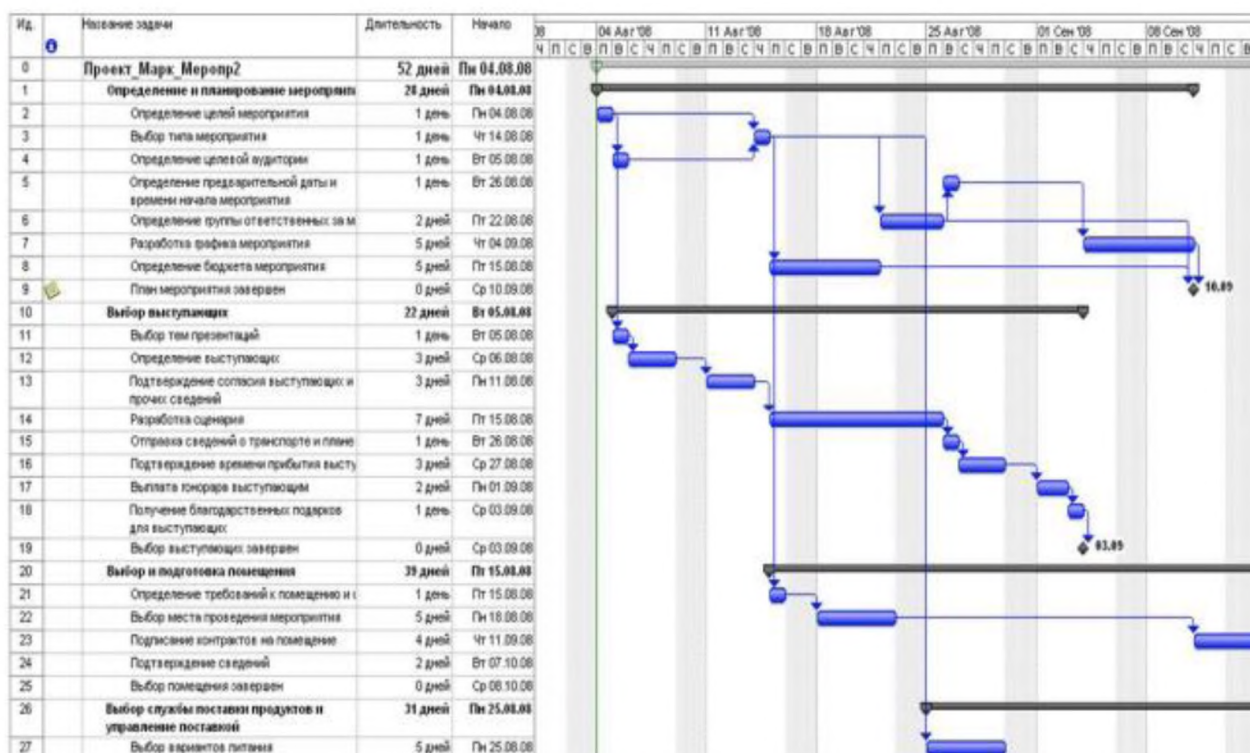 Ид. Название задачи Длительность Начало
04 Авг '08 11 Авг '08 18 Авг '08 25 Авг '08 01 Сен '08 08 Сен '08
Ч П С В П В С Ч П С В П В С Ч П С В П В С Ч П С В П В С Ч П С В П В С Ч П С В П В С Ч П С
0 Проект_Марк_Меропр2 52 дней Пн 04.08.08
1 Определение и планирование мероприяти 28 дней Пн 04.08.08
2 Определение целей мероприятия 1 день Пн 04.08.08
3 Выбор типа мероприятия 1 день Чт 14.08.08
4 Определение целевой аудитории 1 день Вт 05.08.08
5 Определение предварительной даты и 1 день Вт 26.08.08
времени начала мероприятия
6 Определение группы ответственных за м 2 дней Пт 22.08.08
7 Разработка графика мероприятия 5 дней Чт 04.09.08
8 Определение бюджета мероприятия 5 дней Пт 15.08.08
9 План мероприятия завершен 0 дней Ср 10.09.08 10.09
10 Выбор выступающих 22 дней Вт 05.08.08
11 Выбор тем презентаций 1 день Вт 05.08.08
12 Определение выступающих 3 дней Ср 06.08.08
13 Подтверждение согласия выступающих и 3 дней Пн 11.08.08
прочих сведений
14 Разработка сценария 7 дней Пт 15.08.08
15 Отправка сведений о транспорте и плане 1 день Вт 26.08.08
16 Подтверждение времени прибытия высту 3 дней Ср 27.08.08
17 Выплата гонорара выступающим 2 дней Пн 01.09.08
18 Получение благодарственных подарков 1 день Ср 03.09.08
для выступающих
19 Выбор выступающих завершен 0 дней Ср 03.09.08 03.09
20 Выбор и подготовка помещения 39 дней Пт 15.08.08
21 Определение требований к помещению и 1 день Пт 15.08.08
22 Выбор места проведения мероприятия 5 дней Пн 18.08.08
23 Подписание контрактов на помещение 4 дней Чт 11.09.08
24 Подтверждение сведений 2 дней Вт 07.10.08
25 Выбор помещения завершен 0 дней Ср 08.10.08
26 Выбор службы поставки продуктов и 31 дней Пн 25.08.08
управление поставкой
27 Выбор вариантов питания 5 дней Пн 25.08.08